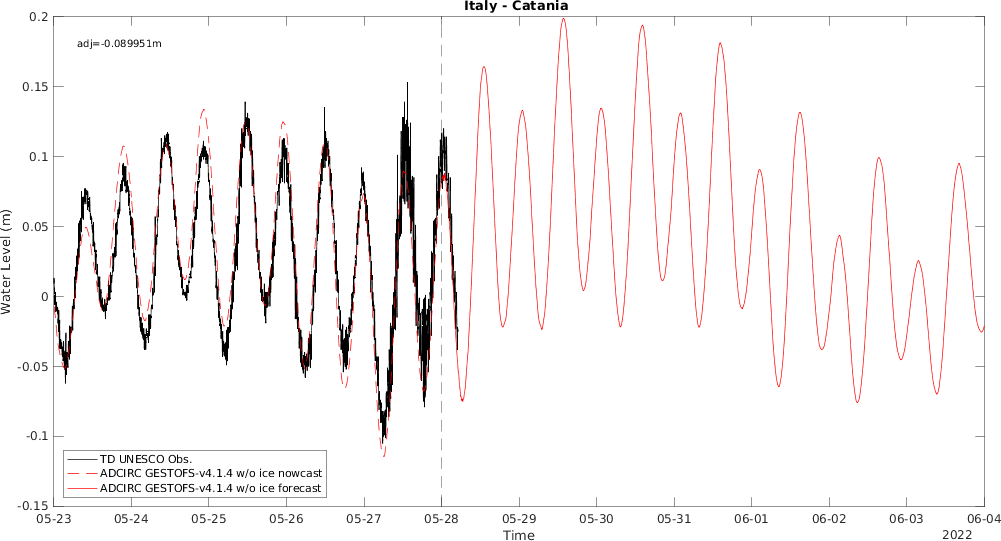 Italy - Catania
adj=-0.089951m
Water Level (m)
0.2
0.15
0.1
0.05
0
-0.05
-0.1
-0.15
TD UNESCO Obs.
ADCIRC GESTOFS-v4.1.4 w/o ice nowcast
ADCIRC GESTOFS-v4.1.4 w/o ice forecast
05-23 05-24 05-25 05-26 05-27 05-28 05-29 05-30 05-31 06-01 06-02 06-03 06-04
Time
2022